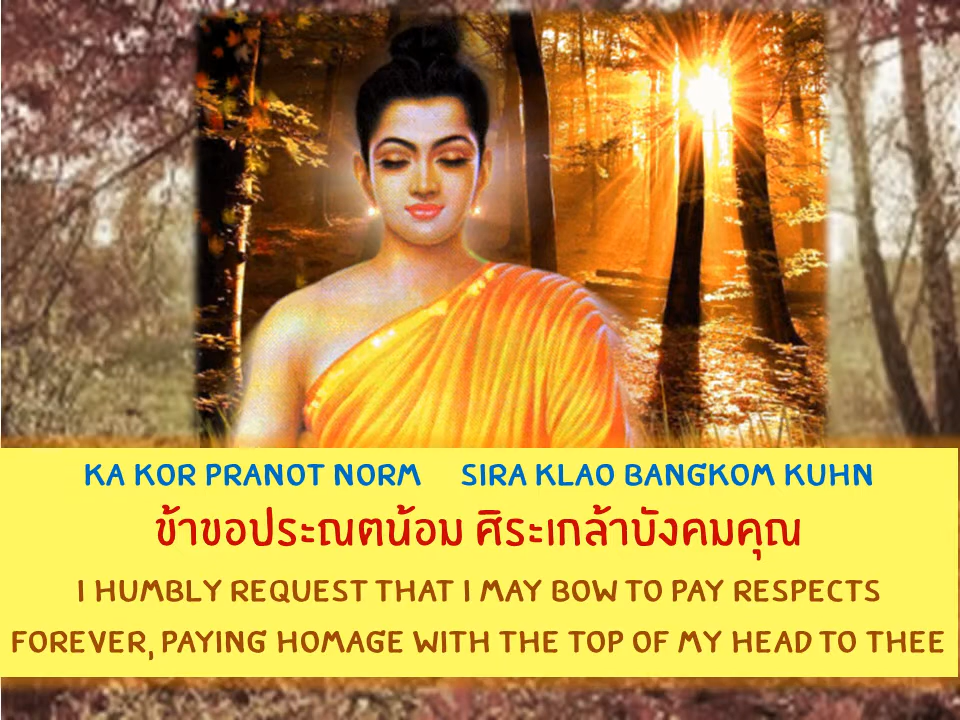 KA KOR PRANOT NORM SIRA KLAO BANGKOM KUHN
ข้าขอประณตน้อม ศิระเกล้าบังคมคุณ
I HUMBLY REQUEST THAT I MAY BOW TO PAY RESPECTS
FOREVER, PAYING HOMAGE WITH THE TOP OF MY HEAD TO THEE